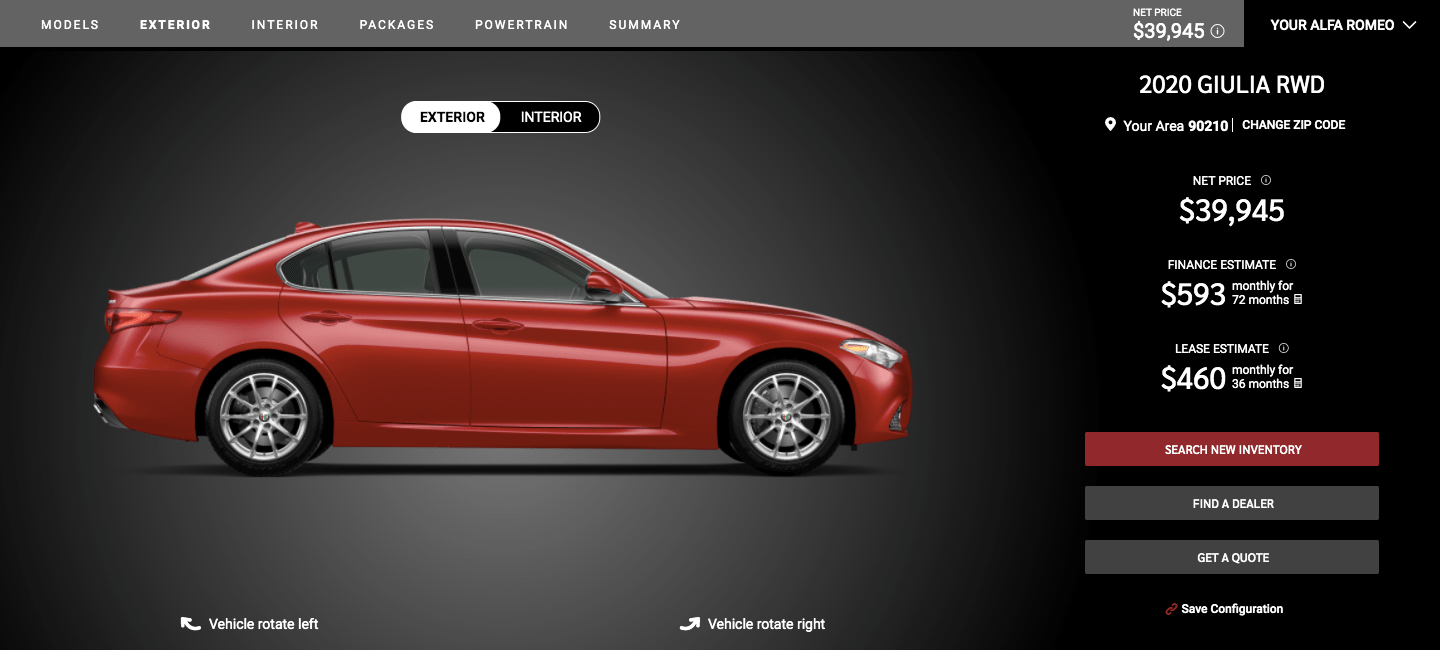 MODELS
EXTERIOR
INTERIOR
PACKAGES
POWERTRAIN
SUMMARY
NET PRICE
$39,945
YOUR ALFA ROMEO
EXTERIOR
INTERIOR
2020 GIULIA RWD
Your Area 90210 | CHANGE ZIP CODE
NET PRICE
$39,945
FINANCE ESTIMATE
$593 monthly for
72 months
LEASE ESTIMATE
$460 monthly for
36 months
SEARCH NEW INVENTORY
FIND A DEALER
GET A QUOTE
Save Configuration
Vehicle rotate left
Vehicle rotate right